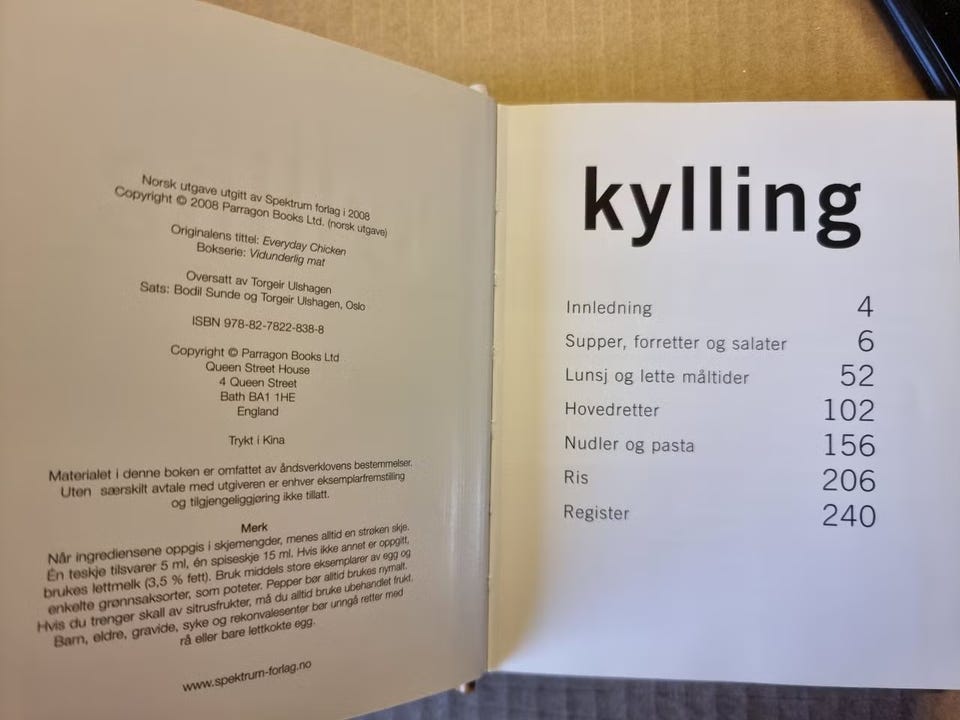 Norsk utgave utgitt av Spektrum forlag i 2008
Copyright © 2008 Parragon Books Ltd. (norsk utgave)
Originalens tittel: Everyday Chicken
Bokserie: Vidunderlig mat
Oversatt av Torgeir Ulshagen
Sats: Bodil Sunde og Torgeir Ulshagen, Oslo
ISBN 978-82-7822-838-8
Copyright © Parragon Books Ltd
Queen Street House
4 Queen Street
Bath BA1 1HE
England
Trykt i Kina
Materialet i denne boken er omfattet av åndsverklovens bestemmelser.
Uten særskilt avtale med utgiveren er enhver eksemplarfremstilling
og tilgjengeliggjøring ikke tillatt.
Merk
Når ingrediensene oppgis i skjemengder, menes alltid en strøken skje.
Én teskje tilsvarer 5 ml, én spiseskje 15 ml. Hvis ikke annet er oppgitt,
brukes lettmelk (3,5 % fett). Bruk middels store eksemplarer av egg og
enkelte grønnsaksorter, som poteter. Pepper bør alltid brukes nymalt.
Hvis du trenger skall av sitrusfrukter, må du alltid bruke ubehandlet frukt.
Barn, eldre, gravide, syke og rekonvalesenter bør unngå retter med
rå eller bare lettkokte egg.
www.spektrum-forlag.no
kylling
Innledning 4
Supper, forretter og salater 6
Lunsj og lette måltider 52
Hovedretter 102
Nudler og pasta 156
Ris 206
Register 240